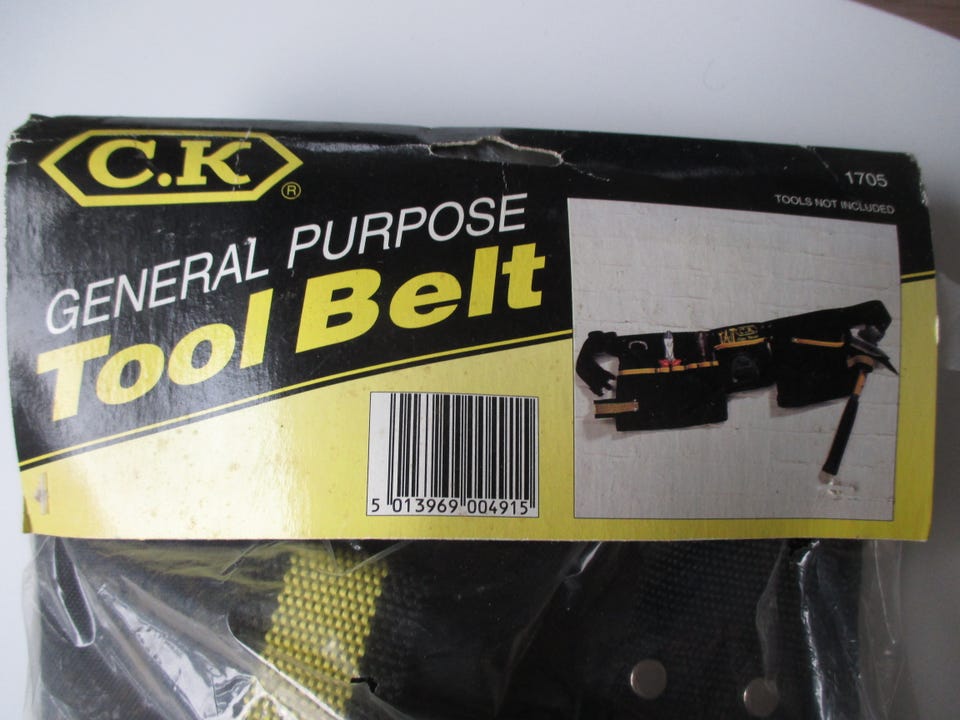 C.K
®
GENERAL PURPOSE
Tool Belt
1705
TOOLS NOT INCLUDED
5 013969 004915